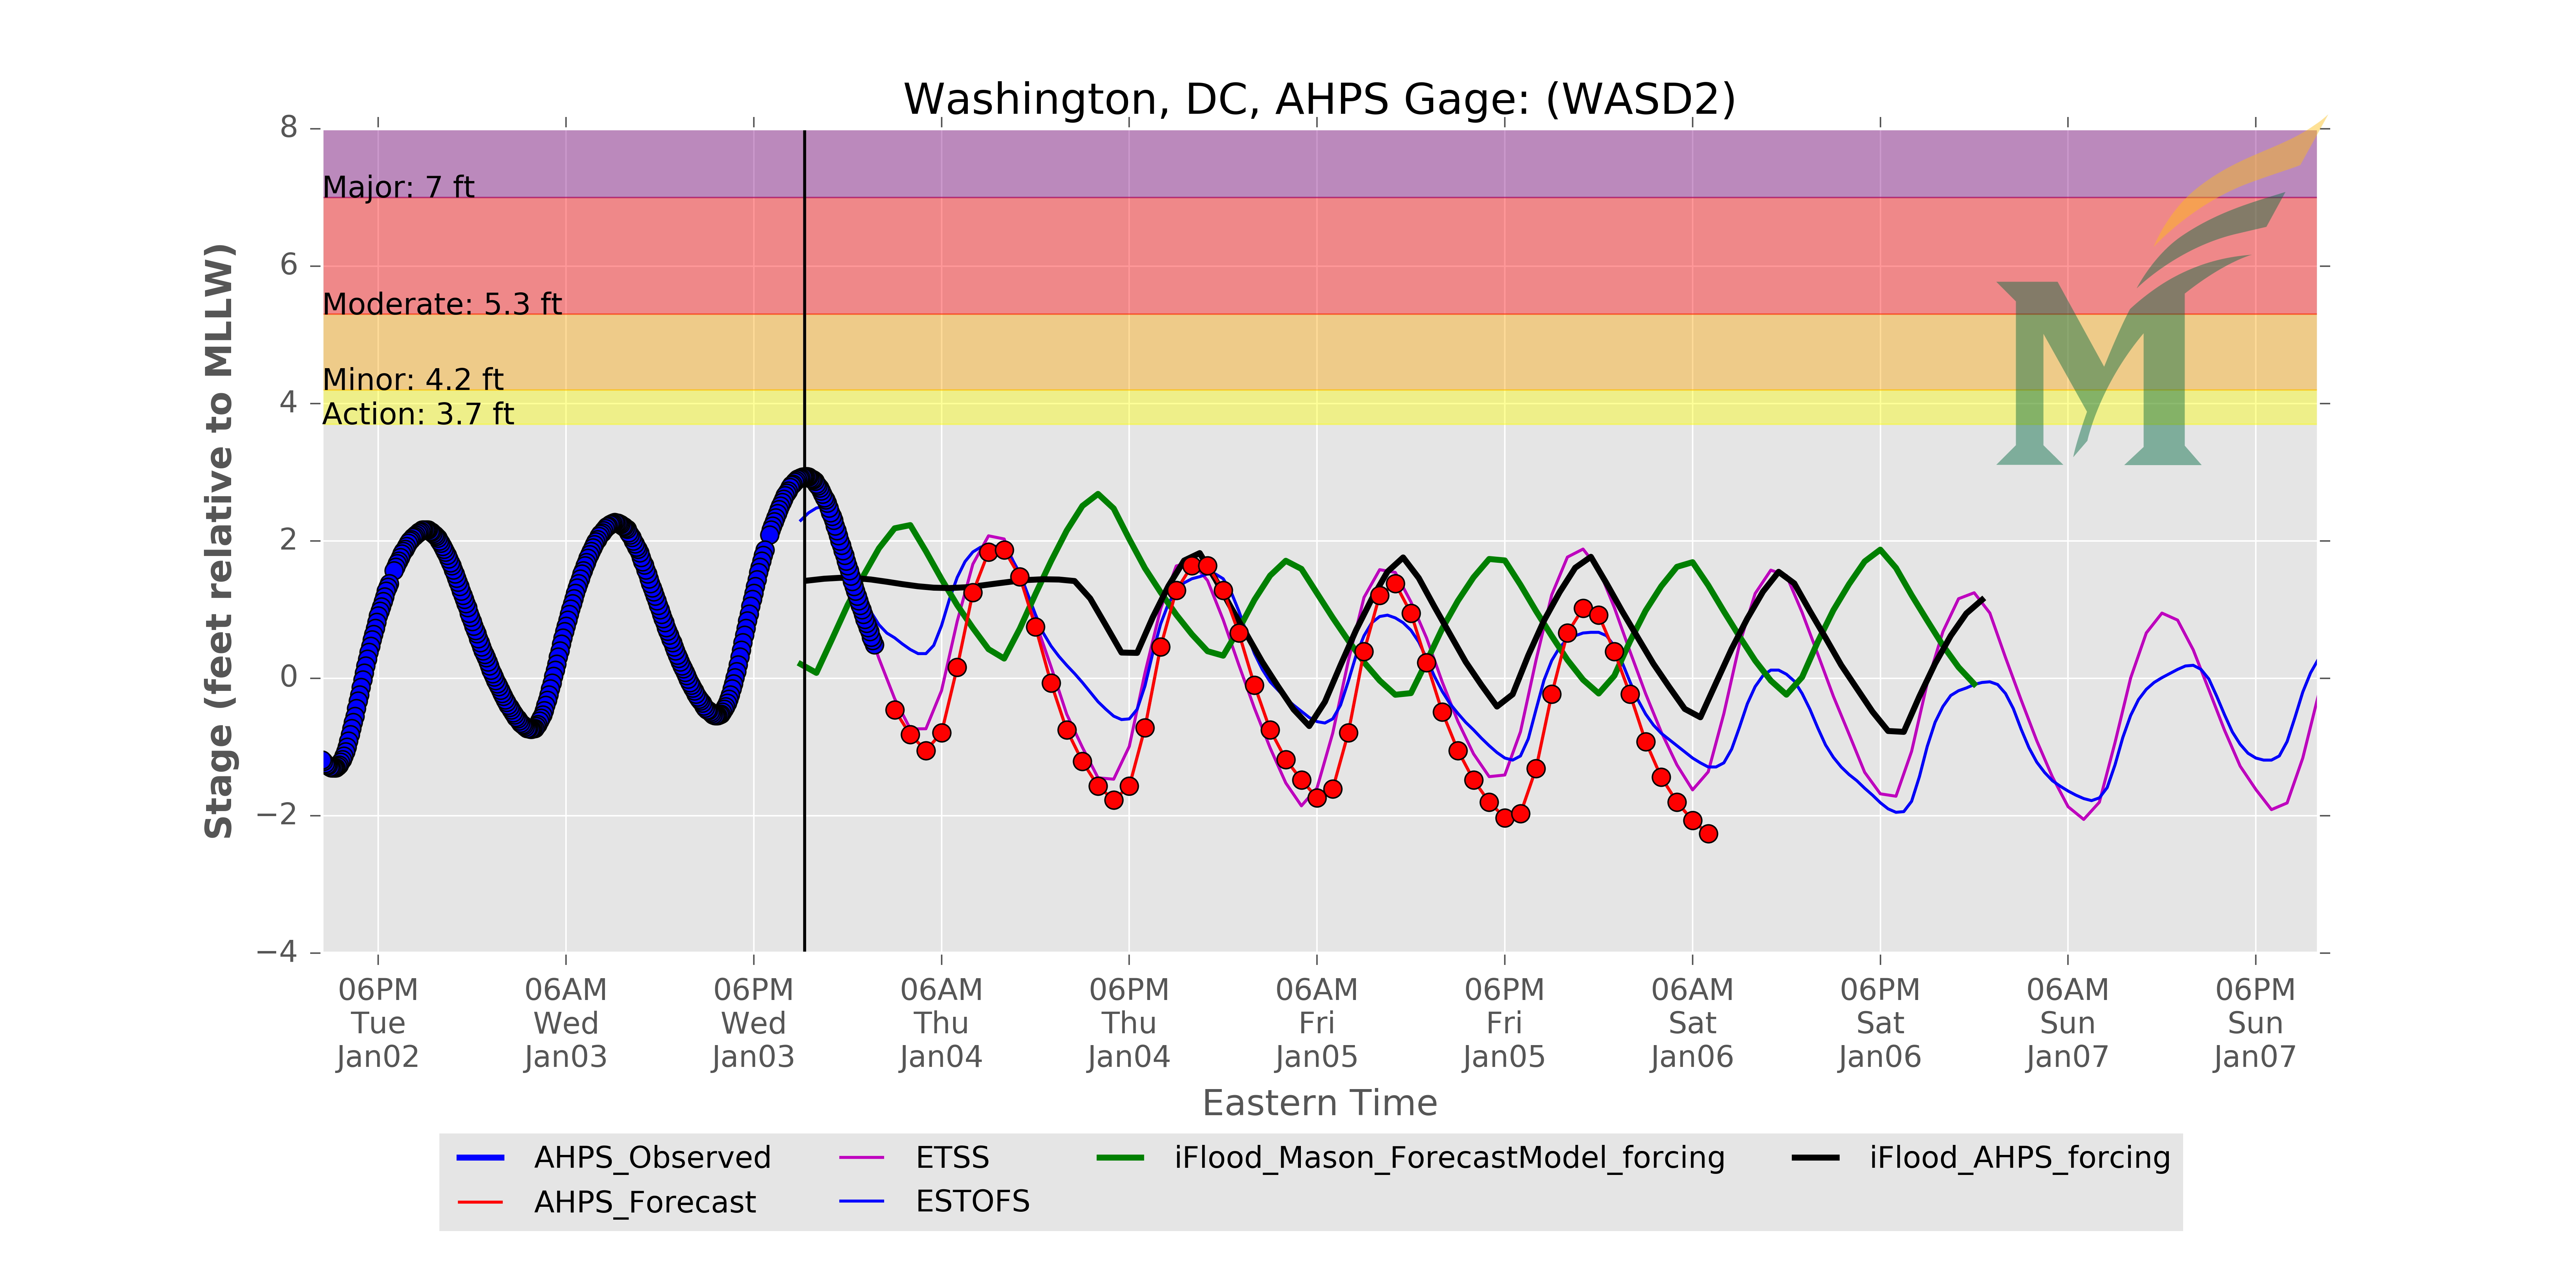 Washington, DC, AHPS Gage: (WASD2)
8
Major: 7 ft
6
Moderate: 5.3 ft
Minor: 4.2 ft
4
Action: 3.7 ft
2
0
−2
−4
Stage (feet relative to MLLW)
06PM 06AM 06PM 06AM 06PM 06AM 06PM 06AM 06PM 06AM 06PM
Tue Wed Wed Thu Thu Fri Fri Sat Sat Sun Sun
Jan02 Jan03 Jan03 Jan04 Jan04 Jan05 Jan05 Jan06 Jan06 Jan07 Jan07
Eastern Time
AHPS_Observed ETSS iFlood_Mason_ForecastModel_forcing iFlood_AHPS_forcing
AHPS_Forecast ESTOFS
M